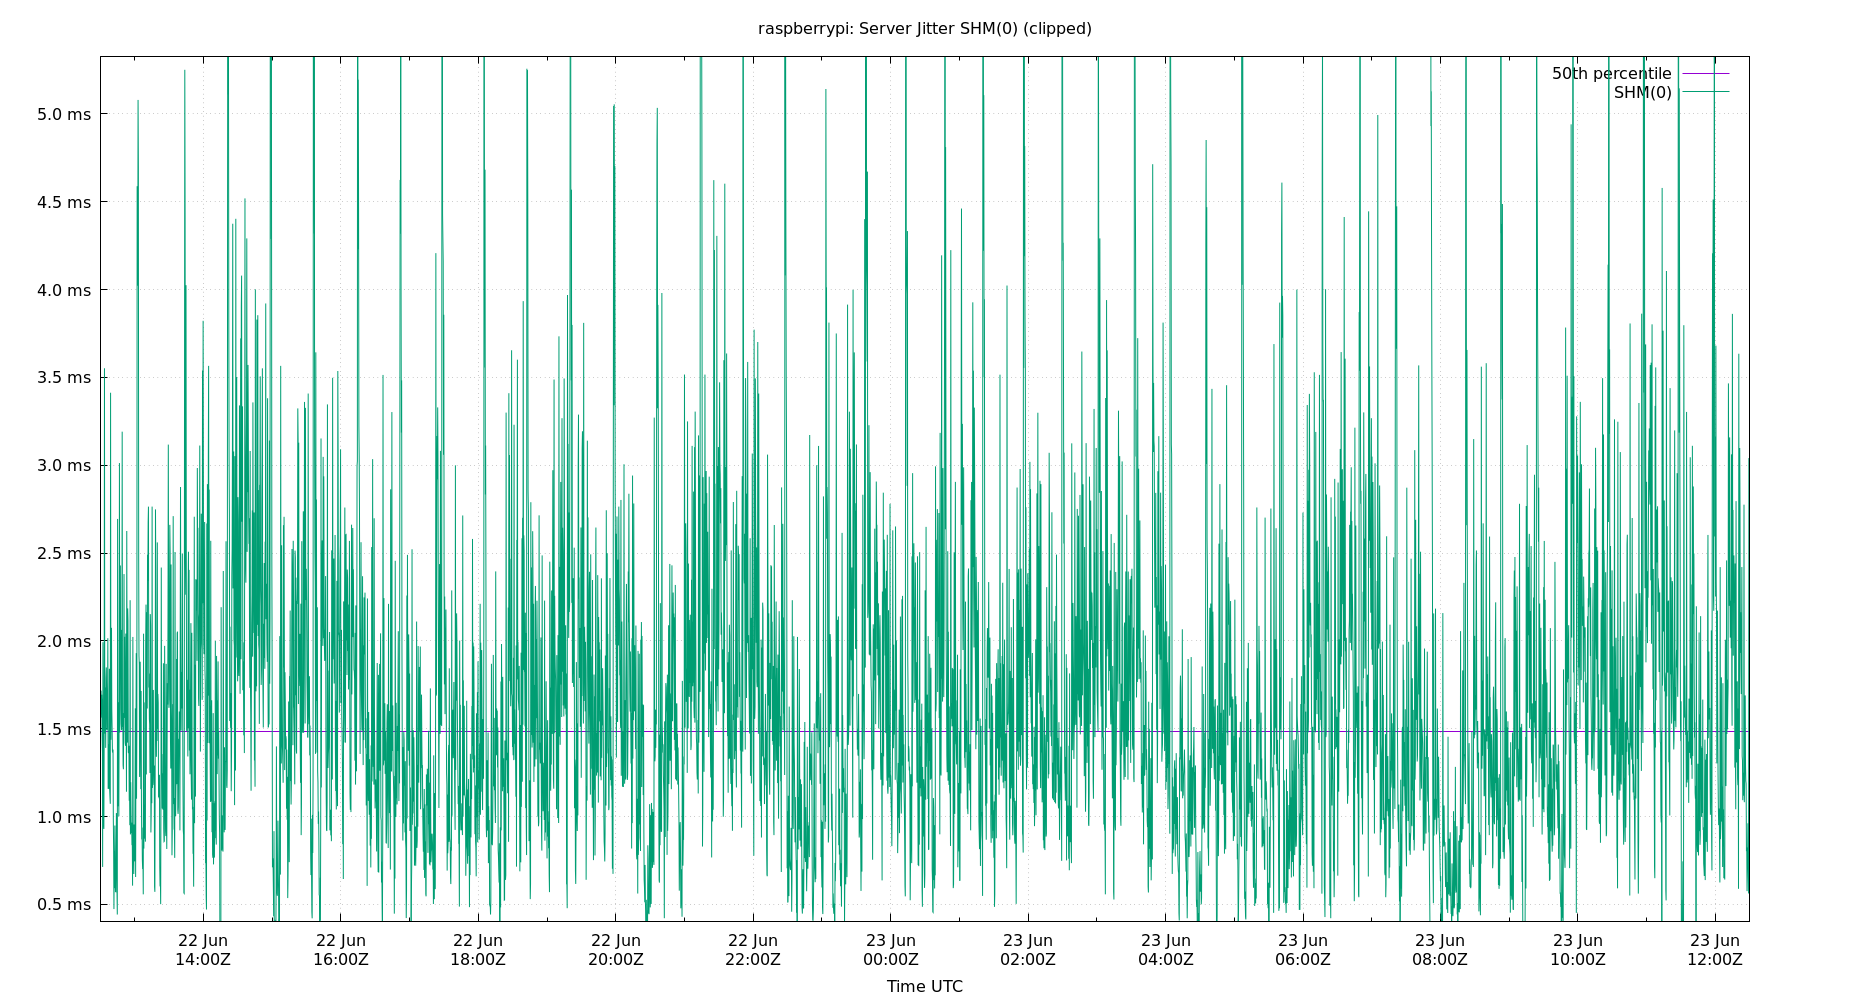 raspberrypi: Server Jitter SHM(0) (clipped)
50th percentile
SHM(0)
5.0 ms
4.5 ms
4.0 ms
3.5 ms
3.0 ms
2.5 ms
2.0 ms
1.5 ms
1.0 ms
0.5 ms
22 Jun 22 Jun 22 Jun 22 Jun 22 Jun 23 Jun 23 Jun 23 Jun 23 Jun 23 Jun 23 Jun 23 Jun
14:00Z 16:00Z 18:00Z 20:00Z 22:00Z 00:00Z 02:00Z 04:00Z 06:00Z 08:00Z 10:00Z 12:00Z
Time UTC